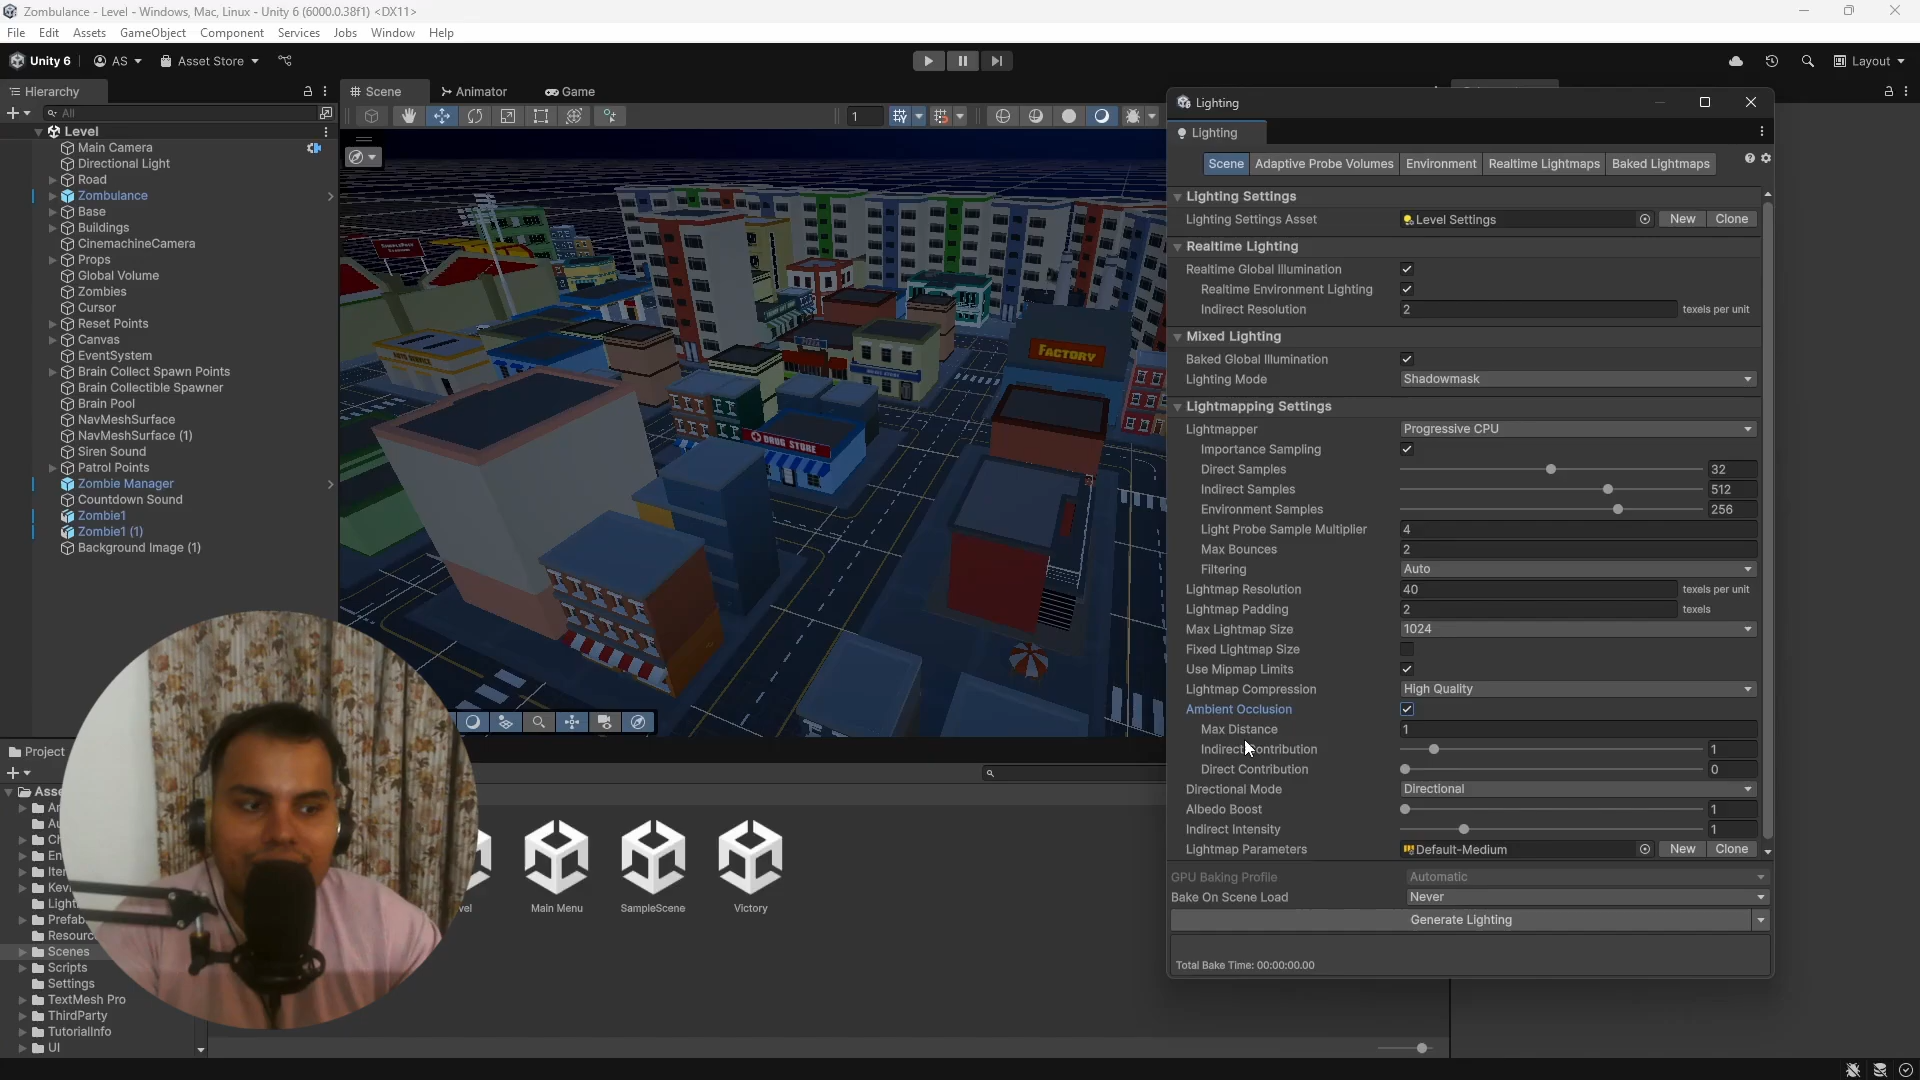 Zombulance - Level - Windows, Mac, Linux - Unity 6 (6000.0.38f1) <DX11>
File Edit Assets GameObject Component Services Jobs Window Help
Unity 6 AS Asset Store Layout
Hierarchy
All
Level
Main Camera
Directional Light
Road
Zombulance
Base
Buildings
CinemachineCamera
Props
Global Volume
Zombies
Cursor
Reset Points
Canvas
EventSystem
Brain Collect Spawn Points
Brain Collectible Spawner
Brain Pool
NavMeshSurface
NavMeshSurface (1)
Siren Sound
Patrol Points
Zombie Manager
Countdown Sound
Zombie1
Zombie1 (1)
Background Image (1)
Scene Animator Game
1
FACTORY
DRUG STORE
Lighting
Lighting
Scene Adaptive Probe Volumes Environment Realtime Lightmaps Baked Lightmaps
Lighting Settings
Lighting Settings Asset Level Settings New Clone
Realtime Lighting
Realtime Global Illumination
Realtime Environment Lighting
Indirect Resolution 2 texels per unit
Mixed Lighting
Baked Global Illumination
Lighting Mode Shadowmask
Lightmapping Settings
Lightmapper Progressive CPU
Importance Sampling
Direct Samples 32
Indirect Samples 512
Environment Samples 256
Light Probe Sample Multiplier 4
Max Bounces 2
Filtering Auto
Lightmap Resolution 40 texels per unit
Lightmap Padding 2 texels
Max Lightmap Size 1024
Fixed Lightmap Size
Use Mipmap Limits
Lightmap Compression High Quality
Ambient Occlusion
Max Distance 1
Indirect Contribution 1
Direct Contribution 0
Directional Mode Directional
Albedo Boost 1
Indirect Intensity 1
Lightmap Parameters Default-Medium New Clone
GPU Baking Profile Automatic
Bake On Scene Load Never
Generate Lighting
Total Bake Time: 00:00:00.00
Project
Scenes
Scripts
Settings
TextMesh Pro
ThirdParty
TutorialInfo
UI
Main Menu
SampleScene
Victory